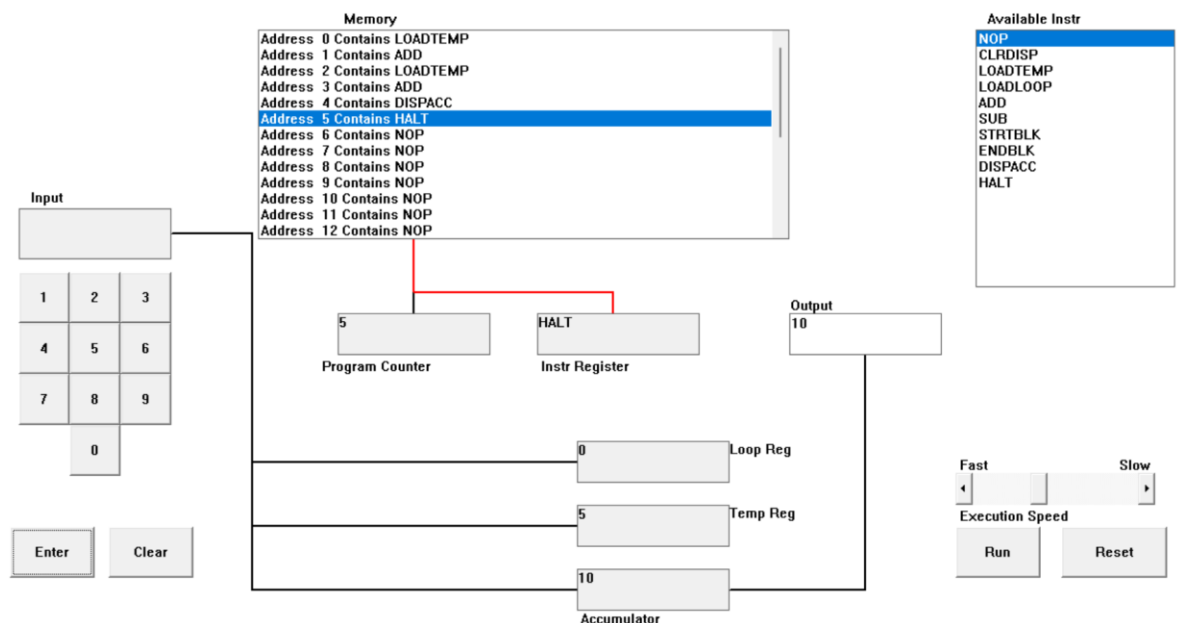 Memory
Address 0 Contains LOADTEMP
Address 1 Contains ADD
Address 2 Contains LOADTEMP
Address 3 Contains ADD
Address 4 Contains DISPACC
Address 5 Contains HALT
Address 6 Contains NOP
Address 7 Contains NOP
Address 8 Contains NOP
Address 9 Contains NOP
Address 10 Contains NOP
Address 11 Contains NOP
Address 12 Contains NOP
Available Instr
NOP
CLRDISP
LOADTEMP
LOADLOOP
ADD
SUB
STRTBLK
ENDBLK
DISPACC
HALT
Input
1 2 3
4 5 6
7 8 9
0
Enter Clear
5
Program Counter
HALT
Instr Register
Output
10
0 Loop Reg
5 Temp Reg
10
Accumulator
Fast Slow
Execution Speed
Run Reset